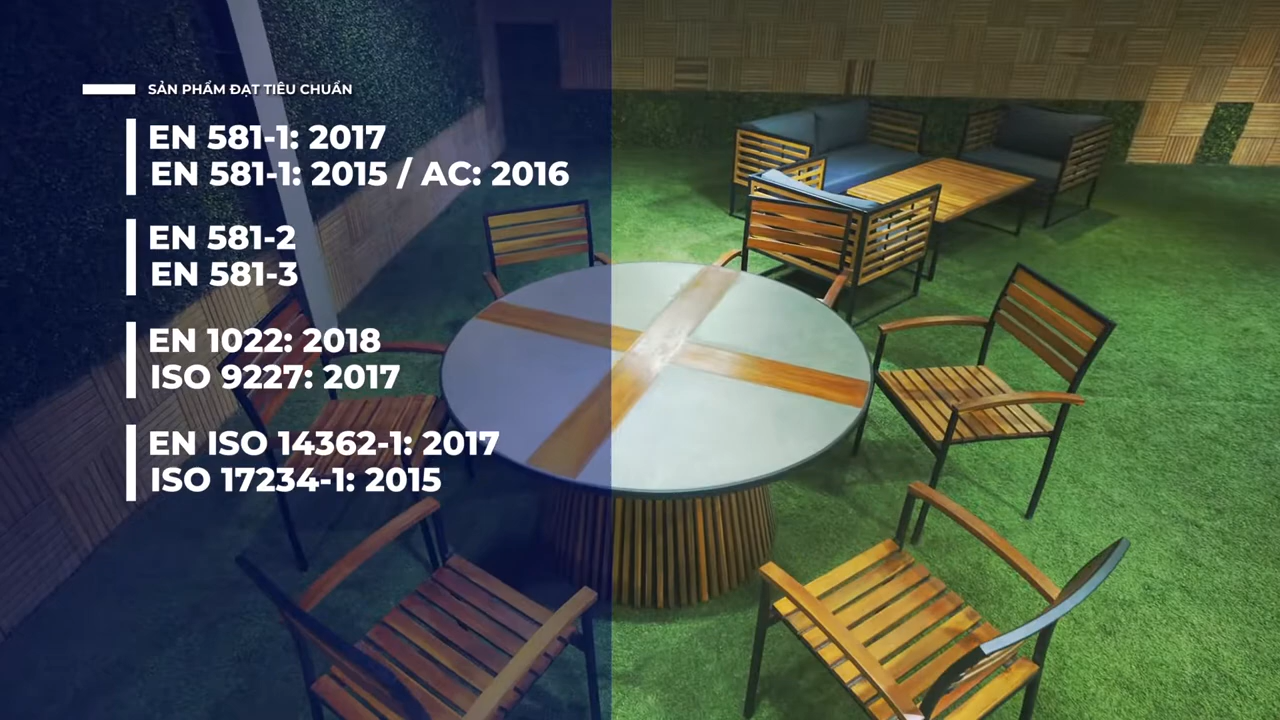 SẢN PHẨM ĐẠT TIÊU CHUẨN
EN 581-1: 2017
EN 581-1: 2015 / AC: 2016
EN 581-2
EN 581-3
EN 1022: 2018
ISO 9227: 2017
EN ISO 14362-1: 2017
ISO 17234-1: 2015